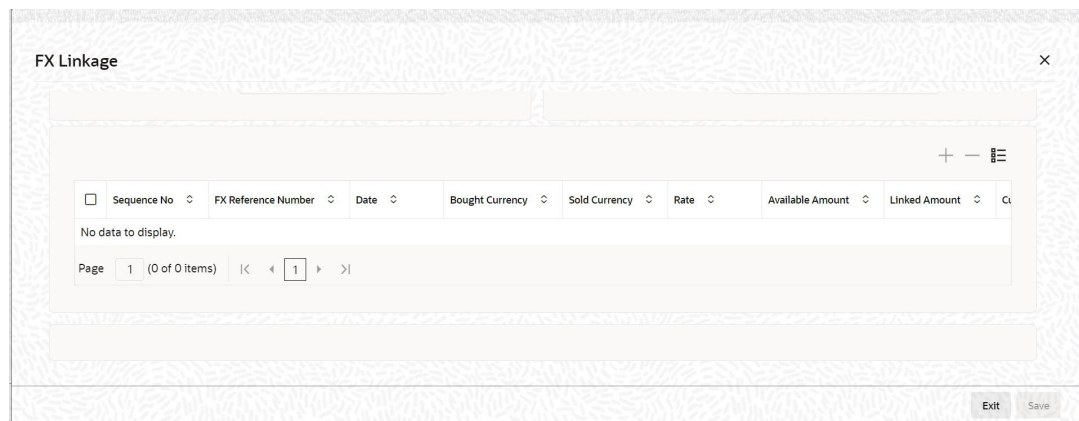 FX Linkage
Sequence No FX Reference Number Date Bought Currency Sold Currency Rate Available Amount Linked Amount Cu
No data to display.
Page 1 (0 of 0 items) 1
Exit Save